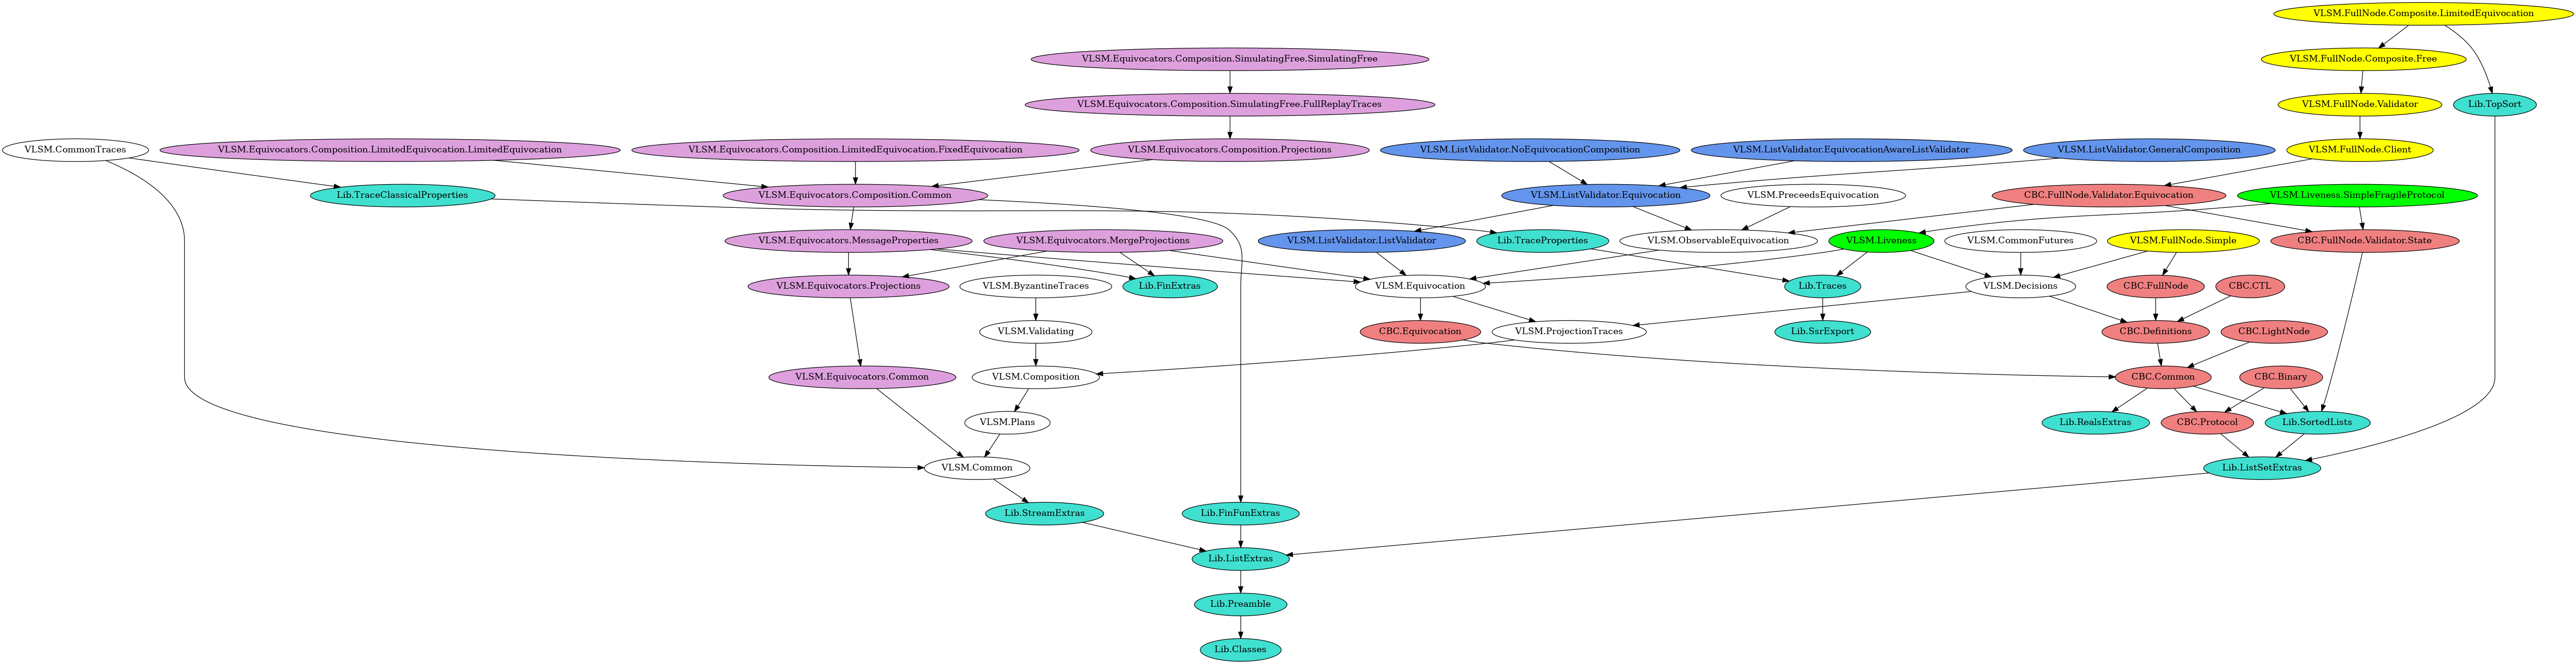 VLSM.FullNode.Composite.LimitedEquivocation
VLSM.Equivocators.Composition.SimulatingFree.SimulatingFree
VLSM.FullNode.Composite.Free
VLSM.Equivocators.Composition.SimulatingFree.FullReplayTraces
VLSM.FullNode.Validator
Lib.TopSort
VLSM.CommonTraces
VLSM.Equivocators.Composition.LimitedEquivocation.LimitedEquivocation
VLSM.Equivocators.Composition.LimitedEquivocation.FixedEquivocation
VLSM.Equivocators.Composition.Projections
VLSM.ListValidator.NoEquivocationComposition
VLSM.ListValidator.EquivocationAwareListValidator
VLSM.ListValidator.GeneralComposition
VLSM.FullNode.Client
Lib.TraceClassicalProperties
VLSM.Equivocators.Composition.Common
VLSM.ListValidator.Equivocation
VLSM.PreceedsEquivocation
CBC.FullNode.Validator.Equivocation
VLSM.Liveness.SimpleFragileProtocol
VLSM.Equivocators.MessageProperties
VLSM.Equivocators.MergeProjections
VLSM.ListValidator.ListValidator
Lib.TraceProperties
VLSM.ObservableEquivocation
VLSM.Liveness
VLSM.CommonFutures
VLSM.FullNode.Simple
CBC.FullNode.Validator.State
VLSM.Equivocators.Projections
VLSM.ByzantineTraces
Lib.FinExtras
VLSM.Equivocation
Lib.Traces
VLSM.Decisions
CBC.FullNode
CBC.CTL
VLSM.Validating
CBC.Equivocation
VLSM.ProjectionTraces
Lib.SsrExport
CBC.Definitions
CBC.LightNode
VLSM.Equivocators.Common
VLSM.Composition
CBC.Common
CBC.Binary
VLSM.Plans
Lib.RealsExtras
CBC.Protocol
Lib.SortedLists
VLSM.Common
Lib.ListSetExtras
Lib.StreamExtras
Lib.FinFunExtras
Lib.ListExtras
Lib.Preamble
Lib.Classes